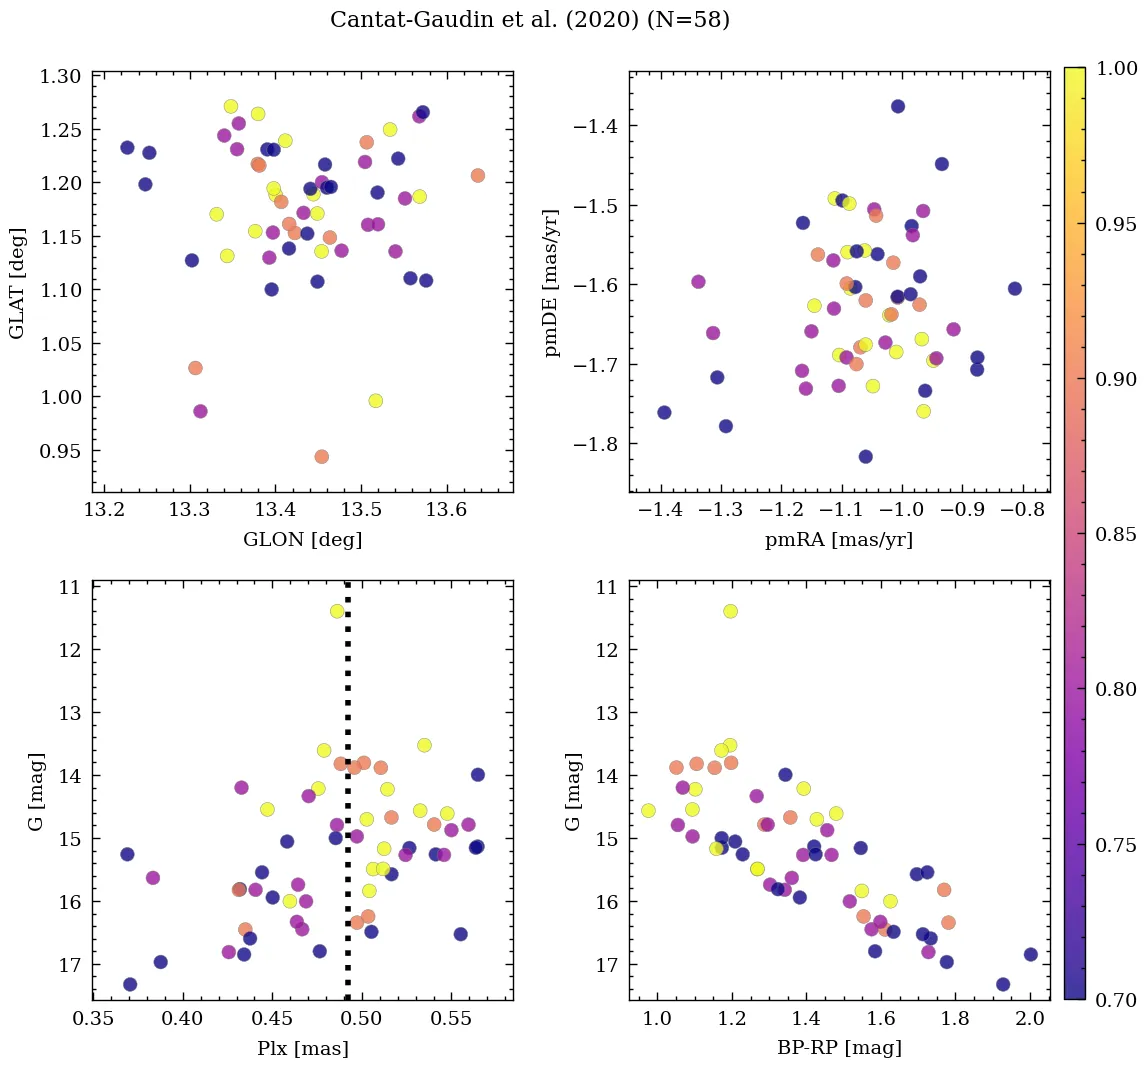 Cantat-Gaudin et al. (2020) (N=58)
1.30
1.25
1.20
1.15
1.10
1.05
1.00
0.95
GLAT [deg]
13.2 13.3 13.4 13.5 13.6
GLON [deg]
−1.4
−1.5
−1.6
−1.7
−1.8
pmDE [mas/yr]
−1.4 −1.3 −1.2 −1.1 −1.0 −0.9 −0.8
pmRA [mas/yr]
11
12
13
14
15
16
17
G [mag]
0.35 0.40 0.45 0.50 0.55
Plx [mas]
11
12
13
14
15
16
17
G [mag]
1.0 1.2 1.4 1.6 1.8 2.0
BP-RP [mag]
1.00
0.95
0.90
0.85
0.80
0.75
0.70